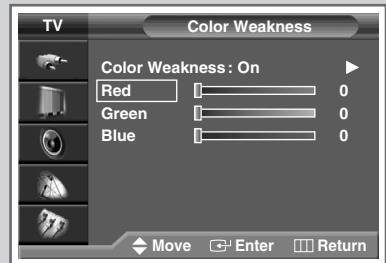 TV
Color Weakness
Color Weakness : On
Red 0
Green 0
Blue 0
Move Enter Return